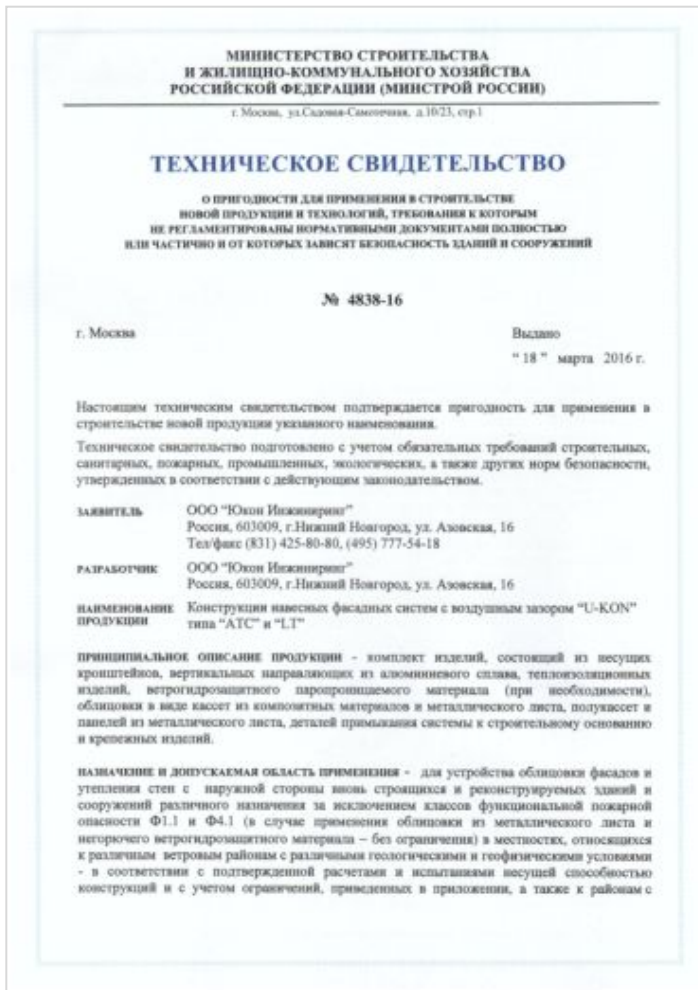 МИНИСТЕРСТВО СТРОИТЕЛЬСТВА
И ЖИЛИЩНО-КОММУНАЛЬНОГО ХОЗЯЙСТВА
РОССИЙСКОЙ ФЕДЕРАЦИИ (МИНСТРОЙ РОССИИ)
г. Москва, ул.Садовая-Самотечная, д.10/23, стр.1
ТЕХНИЧЕСКОЕ СВИДЕТЕЛЬСТВО
О ПРИГОДНОСТИ ДЛЯ ПРИМЕНЕНИЯ В СТРОИТЕЛЬСТВЕ
НОВОЙ ПРОДУКЦИИ И ТЕХНОЛОГИЙ, ТРЕБОВАНИЯ К КОТОРЫМ
НЕ РЕГЛАМЕНТИРОВАНЫ НОРМАТИВНЫМИ ДОКУМЕНТАМИ ПОЛНОСТЬЮ
ИЛИ ЧАСТИЧНО И ОТ КОТОРЫХ ЗАВИСЯТ БЕЗОПАСНОСТЬ ЗДАНИЙ И СООРУЖЕНИЙ
№ 4838-16
г. Москва
Выдано
" 18 " марта 2016 г.
Настоящим техническим свидетельством подтверждается пригодность для применения в
строительстве новой продукции указанного наименования.
Техническое свидетельство подготовлено с учетом обязательных требований строительных,
санитарных, пожарных, промышленных, экологических, а также других норм безопасности,
утвержденных в соответствии с действующим законодательством.
ЗАЯВИТЕЛЬ ООО "Юкон Инжиниринг"
Россия, 603009, г.Нижний Новгород, ул. Азовская, 16
Тел/факс (831) 425-80-80, (495) 777-54-18
РАЗРАБОТЧИК ООО "Юкон Инжиниринг"
Россия, 603009, г.Нижний Новгород, ул. Азовская, 16
НАИМЕНОВАНИЕ ПРОДУКЦИИ Конструкции навесных фасадных систем с воздушным зазором "U-KON"
типа "АТС" и "LT"
ПРИНЦИПИАЛЬНОЕ ОПИСАНИЕ ПРОДУКЦИИ - комплект изделий, состоящий из несущих
кронштейнов, вертикальных направляющих из алюминиевого сплава, теплоизоляционных
изделий, ветрогидрозащитного паропроницаемого материала (при необходимости),
облицовки в виде кассет из композитных материалов и металлического листа, полукассет и
панелей из металлического листа, деталей примыкания системы к строительному основанию
и крепежных изделий.
НАЗНАЧЕНИЕ И ДОПУСКАЕМАЯ ОБЛАСТЬ ПРИМЕНЕНИЯ - для устройства облицовки фасадов и
утепления стен с наружной стороны вновь строящихся и реконструируемых зданий и
сооружений различного назначения за исключением классов функциональной пожарной
опасности Ф1.1 и Ф4.1 (в случае применения облицовки из металлического листа и
негорючего ветрогидрозащитного материала – без ограничения) в местностях, относящихся
к различным ветровым районам с различными геологическими и геофизическими условиями
- в соответствии с подтвержденной расчетами и испытаниями несущей способностью
конструкций и с учетом ограничений, приведенных в приложении, а также к районам с